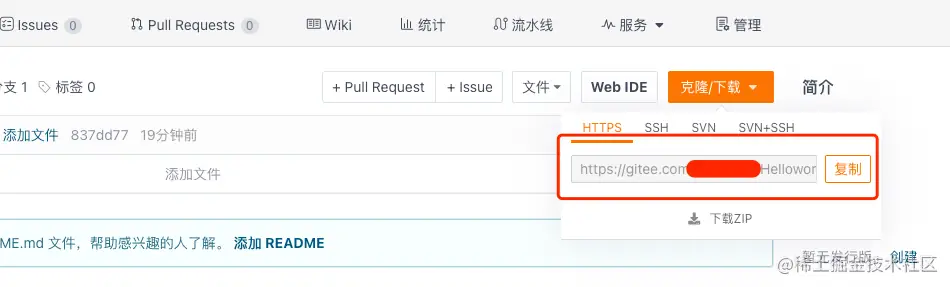 Issues 0 Pull Requests 0 Wiki 统计 流水线 服务 管理
分支 1 标签 0 + Pull Request + Issue 文件 Web IDE 克隆/下载 简介
HTTPS SSH SVN SVN+SSH
添加文件 837dd77 19分钟前
https://gitee.com Hellowor 复制
添加文件
下载ZIP
ME.md 文件，帮助感兴趣的人了解。 添加 README
暂无发行版，创建
@稀土掘金技术社区